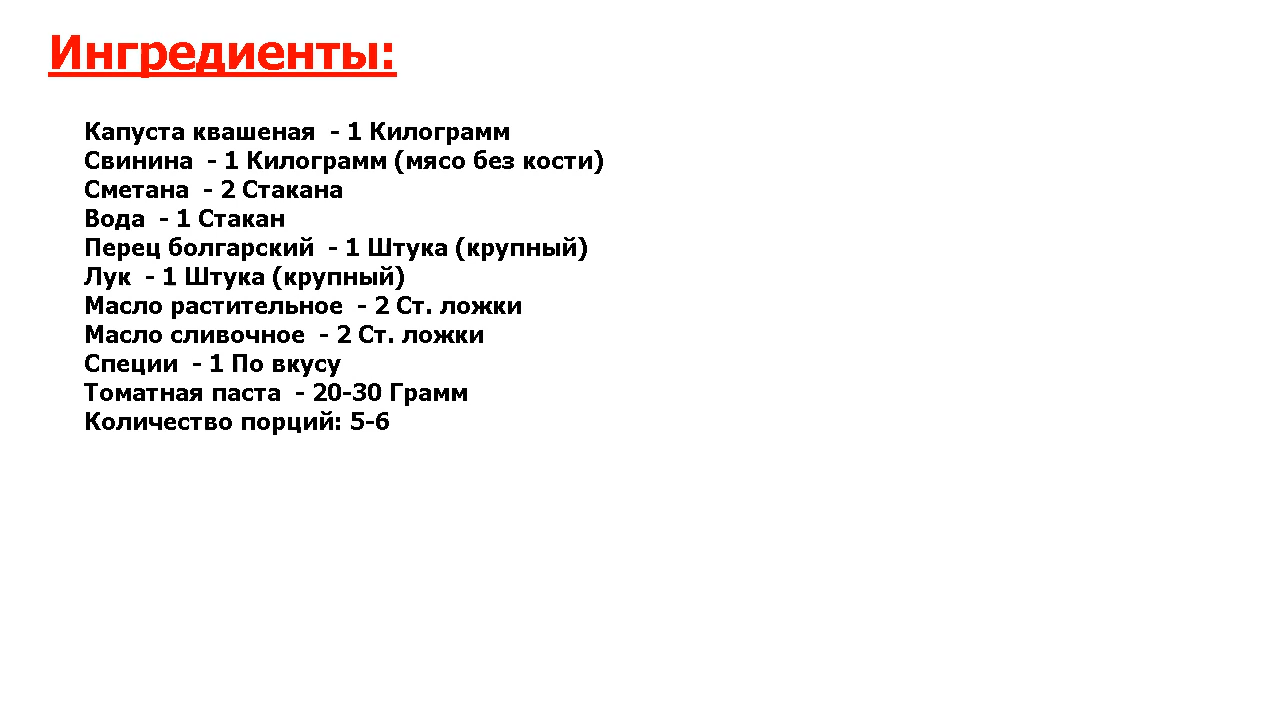 Ингредиенты:
Капуста квашеная  - 1 Килограмм
Свинина  - 1 Килограмм (мясо без кости)
Сметана  - 2 Стакана
Вода  - 1 Стакан
Перец болгарский  - 1 Штука (крупный)
Лук  - 1 Штука (крупный)
Масло растительное  - 2 Ст. ложки
Масло сливочное  - 2 Ст. ложки
Специи  - 1 По вкусу
Томатная паста  - 20-30 Грамм
Количество порций: 5-6